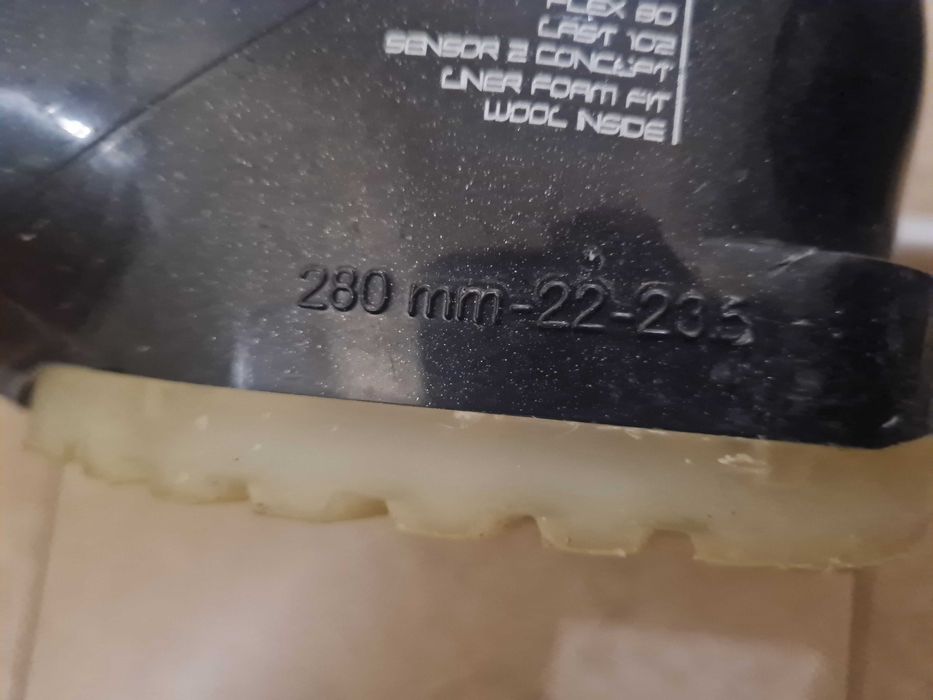 FLEX 80
LAST 102
SENSOR 2 CONCEPT
LINER FOAM FIT
WOOL INSIDE
280 mm-22-23.5